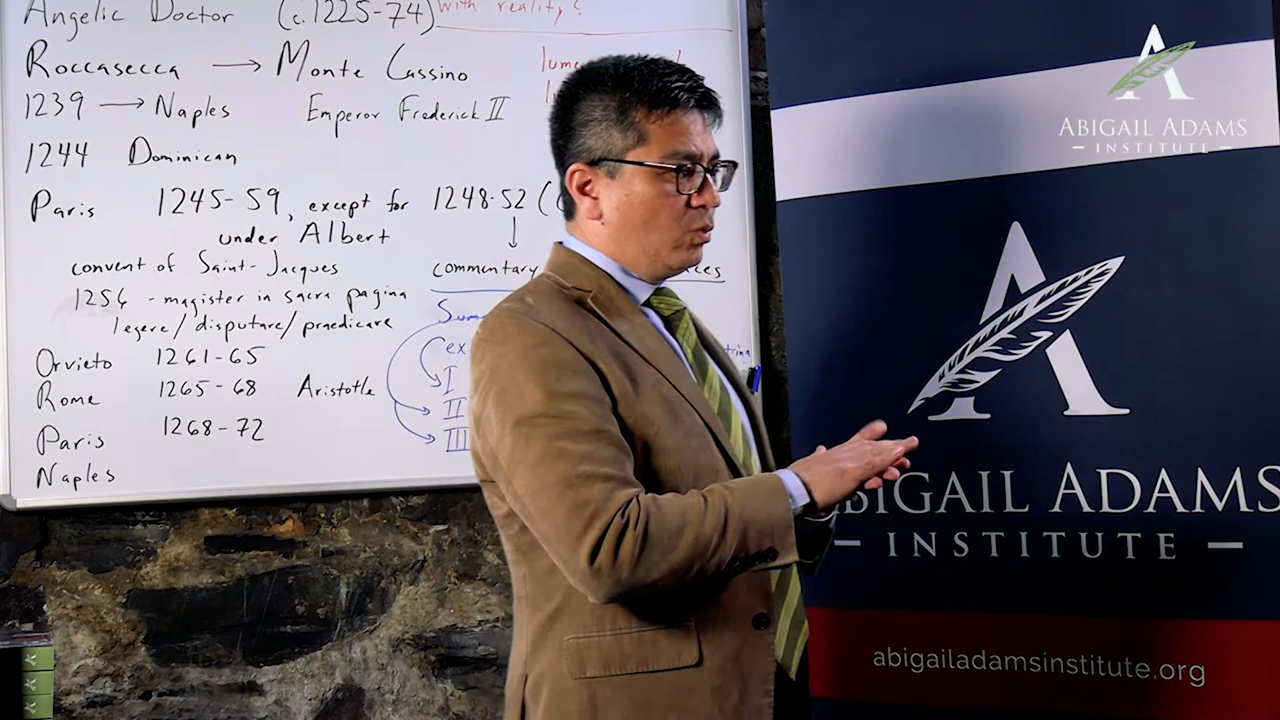 Angelic Doctor (c.1225-74) with reality?
Roccasecca → Monte Cassino
1239 → Naples Emperor Frederick II
1244 Dominican
Paris 1245-59, except for 1248-52 (
under Albert
convent of Saint-Jacques
commentary
1256 - magister in sacra pagina
legere/disputare/praedicare
Orvieto 1261-65
Rome 1265-68 Aristotle
Paris 1268-72
Naples
I
II
III
ABIGAIL ADAMS
INSTITUTE
ABIGAIL ADAMS
INSTITUTE
abigailadamsinstitute.org